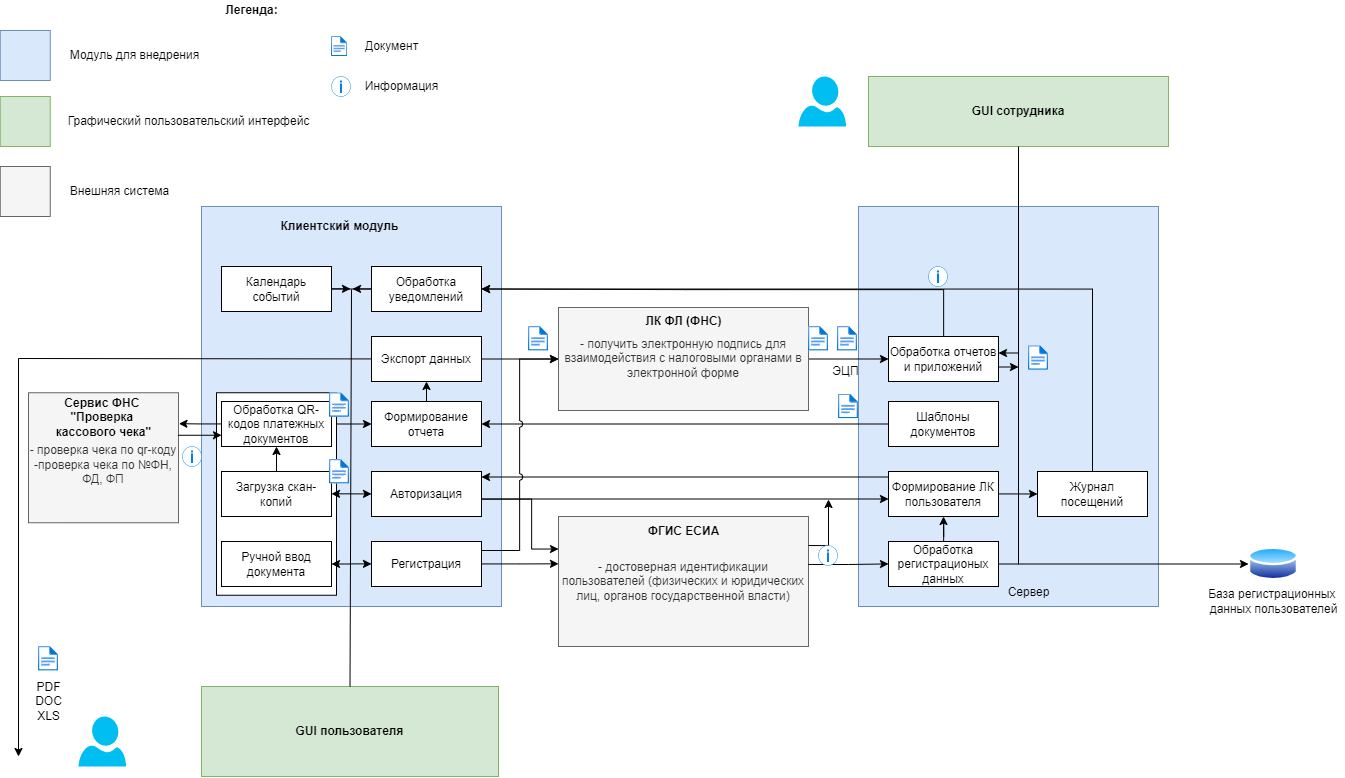 Легенда:
Модуль для внедрения
Документ
Информация
Графический пользовательский интерфейс
Внешняя система
GUI сотрудника
Клиентский модуль
Календарь
событий
Обработка
уведомлений
Экспорт данных
Обработка QR-
кодов платежных
документов
Формирование
отчета
Загрузка скан-
копий
Авторизация
Ручной ввод
документа
Регистрация
Сервис ФНС
"Проверка
кассового чека"
- проверка чека по qr-коду
-проверка чека по №ФН,
ФД, ФП
ЛК ФЛ (ФНС)
- получить электронную подпись для
взаимодействия с налоговыми органами в
электронной форме
ЭЦП
ФГИС ЕСИА
- достоверная идентификации
пользователей (физических и юридических
лиц, органов государственной власти)
Обработка отчетов
и приложений
Шаблоны
документов
Формирование ЛК
пользователя
Журнал
посещений
Обработка
регистрационых
данных
Сервер
База регистрационных
данных пользователей
PDF
DOC
XLS
GUI пользователя